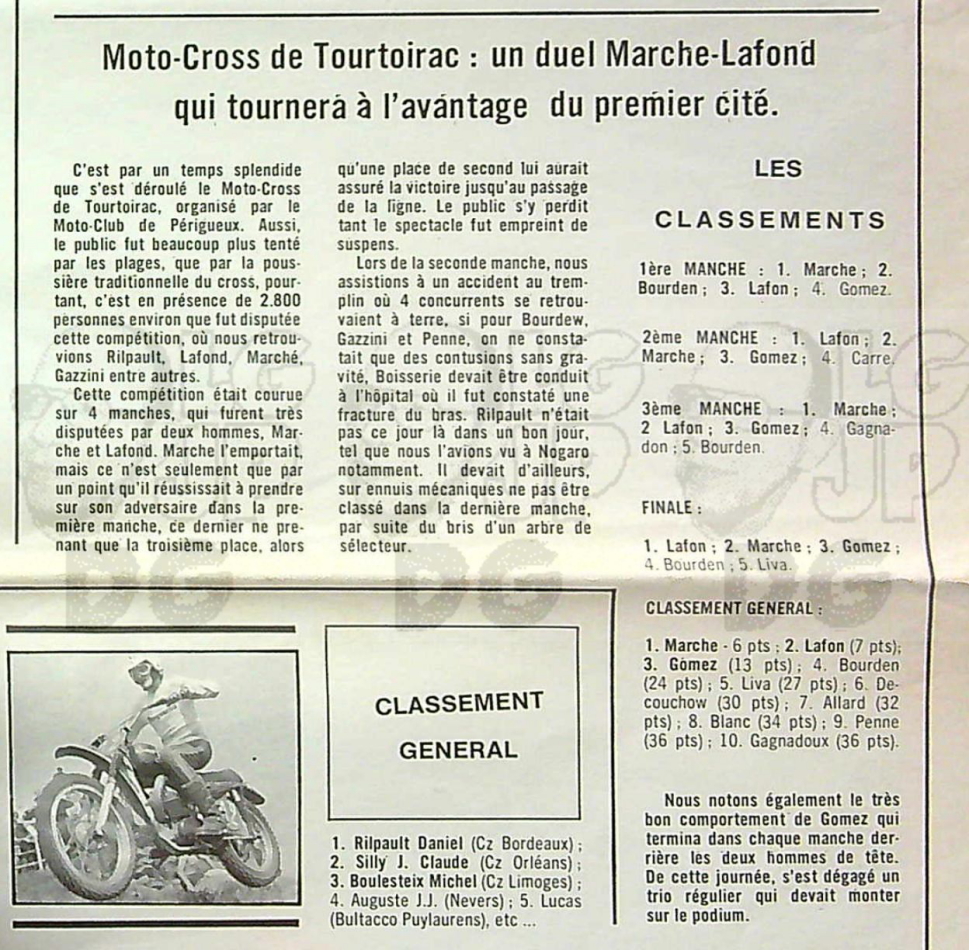 Moto-Cross de Tourtoirac : un duel Marche-Lafond
qui tournera à l'avantage du premier cité.
C'est par un temps splendide
que s'est déroulé le Moto-Cross
de Tourtoirac, organisé par le
Moto-Club de Périgueux. Aussi,
le public fut beaucoup plus tenté
par les plages, que par la pous-
sière traditionnelle du cross, pour-
tant, c'est en présence de 2.800
personnes environ que fut disputée
cette compétition, où nous retrou-
vions Rilpault, Lafond, Marché,
Gazzini entre autres.
Cette compétition était courue
sur 4 manches, qui furent très
disputées par deux hommes, Mar-
che et Lafond. Marche l'emportait,
mais ce n'est seulement que par
un point qu'il réussissait à prendre
sur son adversaire dans la pre-
mière manche, ce dernier ne pre-
nant que la troisième place, alors
qu'une place de second lui aurait
assuré la victoire jusqu'au passage
de la ligne. Le public s'y perdit
tant le spectacle fut empreint de
suspens.
Lors de la seconde manche, nous
assistions à un accident au trem-
plin où 4 concurrents se retrou-
vaient à terre, si pour Bourdew,
Gazzini et Penne, on ne consta-
tait que des contusions sans gra-
vité, Boisserie devait être conduit
à l'hôpital où il fut constaté une
fracture du bras. Rilpault n'était
pas ce jour là dans un bon jour,
tel que nous l'avions vu à Nogaro
notamment. Il devait d'ailleurs,
sur ennuis mécaniques ne pas être
classé dans la dernière manche,
par suite du bris d'un arbre de
sélecteur.
LES
CLASSEMENTS
1ère MANCHE : 1. Marche ; 2.
Bourden ; 3. Lafon ; 4. Gomez.
2ème MANCHE : 1. Lafon ; 2.
Marche ; 3. Gomez ; 4. Carre.
3ème MANCHE : 1. Marche ;
2 Lafon ; 3. Gomez ; 4. Gagna-
don ; 5. Bourden.
FINALE :
1. Lafon ; 2. Marche ; 3. Gomez ;
4. Bourden ; 5. Liva.
CLASSEMENT GENERAL :
1. Marche - 6 pts ; 2. Lafon (7 pts);
3. Gomez (13 pts) ; 4. Bourden
(24 pts) ; 5. Liva (27 pts) ; 6. De-
couchow (30 pts) ; 7. Allard (32
pts) ; 8. Blanc (34 pts) ; 9. Penne
(36 pts) ; 10. Gagnadoux (36 pts).
Nous notons également le très
bon comportement de Gomez qui
termina dans chaque manche der-
rière les deux hommes de tête.
De cette journée, s'est dégagé un
trio régulier qui devait monter
sur le podium.
CLASSEMENT
GENERAL
1. Rilpault Daniel (Cz Bordeaux) ;
2. Silly J. Claude (Cz Orléans) ;
3. Boulesteix Michel (Cz Limoges) ;
4. Auguste J.J. (Nevers) ; 5. Lucas
(Bultacco Puylaurens), etc ...
LG
JP
DG
LG
JP
DG
LG
JP
DG